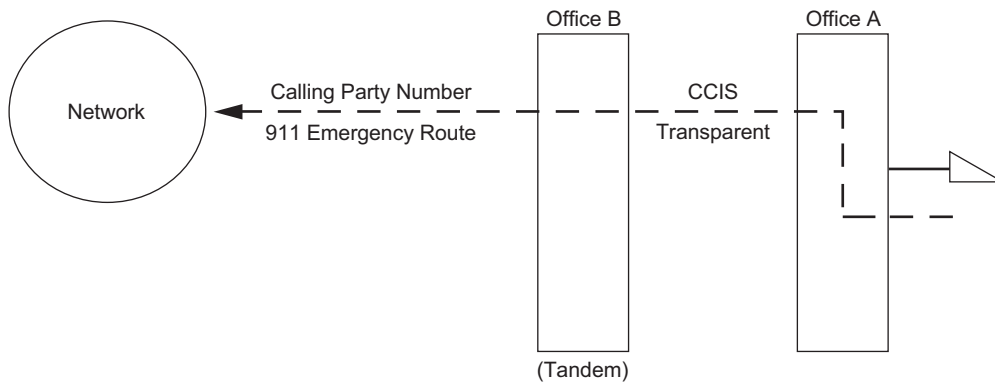 Office B
Office A
Network
Calling Party Number
911 Emergency Route
CCIS
Transparent
(Tandem)